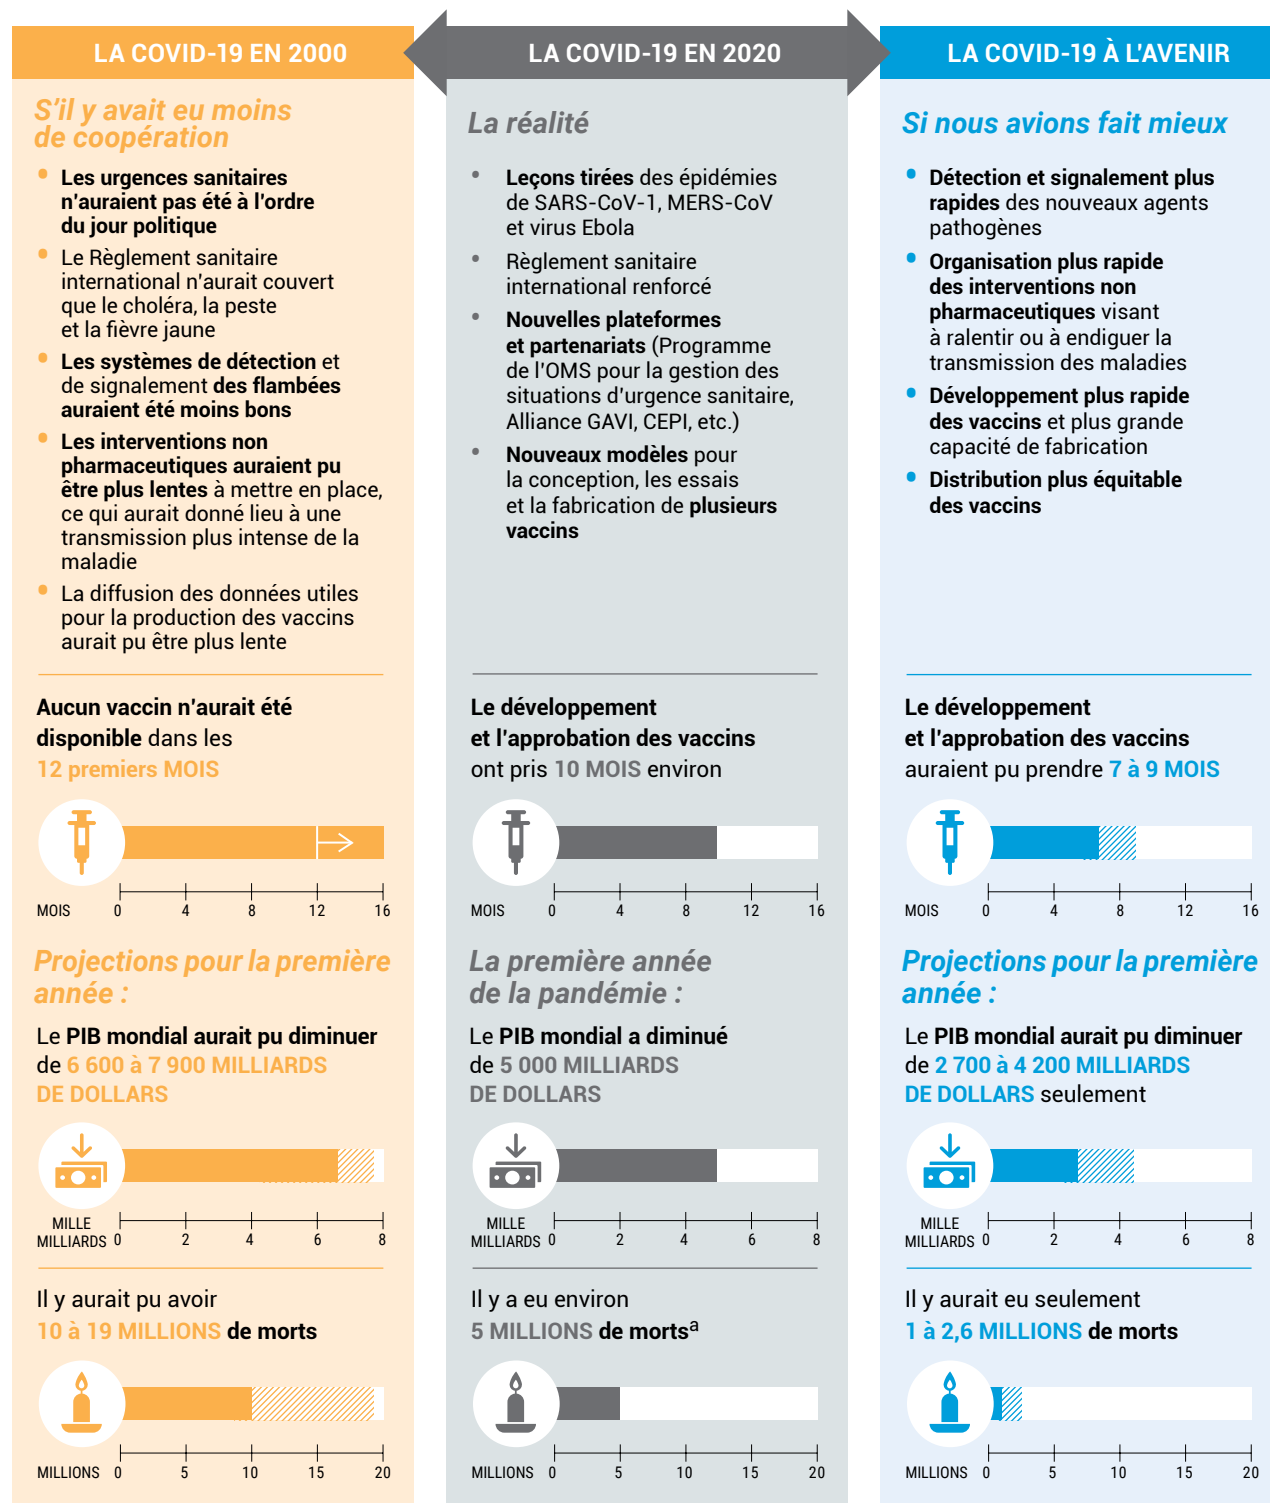 LA COVID-19 EN 2000
S'il y avait eu moins
de coopération
• Les urgences sanitaires
n'auraient pas été à l'ordre
du jour politique
• Le Règlement sanitaire
international n'aurait couvert
que le choléra, la peste
et la fièvre jaune
• Les systèmes de détection et
de signalement des flambées
auraient été moins bons
• Les interventions non
pharmaceutiques auraient pu
être plus lentes à mettre en place,
ce qui aurait donné lieu à une
transmission plus intense de la
maladie
• La diffusion des données utiles
pour la production des vaccins
aurait pu être plus lente
Aucun vaccin n'aurait été
disponible dans les
12 premiers MOIS
MOIS 0 4 8 12 16
Projections pour la première
année :
Le PIB mondial aurait pu diminuer
de 6 600 à 7 900 MILLIARDS
DE DOLLARS
MILLE
MILLIARDS 0 2 4 6 8
Il y aurait pu avoir
10 à 19 MILLIONS de morts
MILLIONS 0 5 10 15 20
LA COVID-19 EN 2020
La réalité
• Leçons tirées des épidémies
de SARS-CoV-1, MERS-CoV
et virus Ebola
• Règlement sanitaire
international renforcé
• Nouvelles plateformes
et partenariats (Programme
de l'OMS pour la gestion des
situations d'urgence sanitaire,
Alliance GAVI, CEPI, etc.)
• Nouveaux modèles pour
la conception, les essais
et la fabrication de plusieurs
vaccins
Le développement
et l'approbation des vaccins
ont pris 10 MOIS environ
MOIS 0 4 8 12 16
La première année
de la pandémie :
Le PIB mondial a diminué
de 5 000 MILLIARDS
DE DOLLARS
MILLE
MILLIARDS 0 2 4 6 8
Il y a eu environ
5 MILLIONS de mortsa
MILLIONS 0 5 10 15 20
LA COVID-19 À L'AVENIR
Si nous avions fait mieux
• Détection et signalement plus
rapides des nouveaux agents
pathogènes
• Organisation plus rapide
des interventions non
pharmaceutiques visant
à ralentir ou à endiguer la
transmission des maladies
• Développement plus rapide
des vaccins et plus grande
capacité de fabrication
• Distribution plus équitable
des vaccins
Le développement
et l'approbation des vaccins
auraient pu prendre 7 à 9 MOIS
MOIS 0 4 8 12 16
Projections pour la première
année :
Le PIB mondial aurait pu diminuer
de 2 700 à 4 200 MILLIARDS
DE DOLLARS seulement
MILLE
MILLIARDS 0 2 4 6 8
Il y aurait eu seulement
1 à 2,6 MILLIONS de morts
MILLIONS 0 5 10 15 20